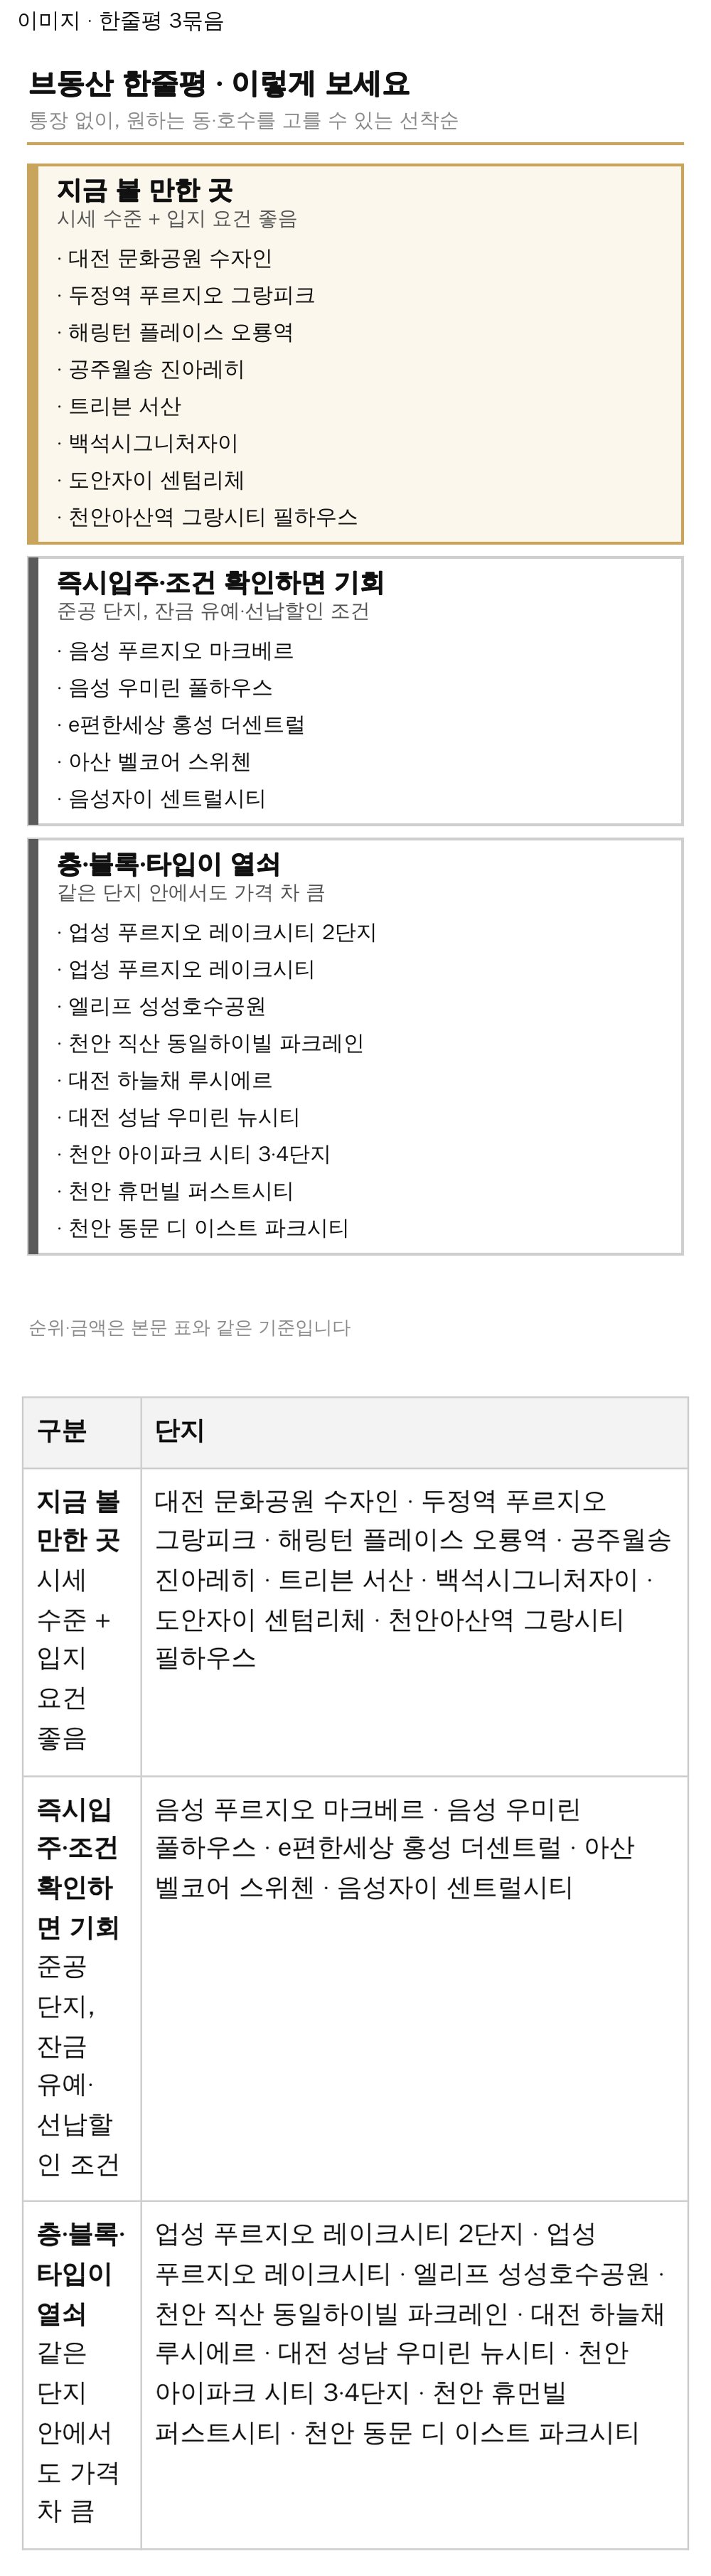 이미지 · 한줄평 3묶음
브동산 한줄평 · 이렇게 보세요
통장 없이, 원하는 동·호수를 고를 수 있는 선착순
지금 볼 만한 곳
시세 수준 + 입지 요건 좋음
· 대전 문화공원 수자인
· 두정역 푸르지오 그랑피크
· 해링턴 플레이스 오룡역
· 공주월송 진아레히
· 트리븐 서산
· 백석시그니처자이
· 도안자이 센텀리체
· 천안아산역 그랑시티 필하우스
즉시입주·조건 확인하면 기회
준공 단지, 잔금 유예·선납할인 조건
· 음성 푸르지오 마크베르
· 음성 우미린 풀하우스
· e편한세상 홍성 더센트럴
· 아산 벨코어 스위첸
· 음성자이 센트럴시티
층·블록·타입이 열쇠
같은 단지 안에서도 가격 차 큼
· 업성 푸르지오 레이크시티 2단지
· 업성 푸르지오 레이크시티
· 엘리프 성성호수공원
· 천안 직산 동일하이빌 파크레인
· 대전 하늘채 루시에르
· 대전 성남 우미린 뉴시티
· 천안 아이파크 시티 3·4단지
· 천안 휴먼빌 퍼스트시티
· 천안 동문 디 이스트 파크시티
순위·금액은 본문 표와 같은 기준입니다
구분
단지
지금 볼
만한 곳
시세
수준 +
입지
요건
좋음
대전 문화공원 수자인 · 두정역 푸르지오
그랑피크 · 해링턴 플레이스 오룡역 · 공주월송
진아레히 · 트리븐 서산 · 백석시그니처자이 ·
도안자이 센텀리체 · 천안아산역 그랑시티
필하우스
즉시입
주·조건
확인하
면 기회
준공
단지,
잔금
유예·
선납할
인 조건
음성 푸르지오 마크베르 · 음성 우미린
풀하우스 · e편한세상 홍성 더센트럴 · 아산
벨코어 스위첸 · 음성자이 센트럴시티
층·블록·
타입이
열쇠
같은
단지
안에서
도 가격
차 큼
업성 푸르지오 레이크시티 2단지 · 업성
푸르지오 레이크시티 · 엘리프 성성호수공원 ·
천안 직산 동일하이빌 파크레인 · 대전 하늘채
루시에르 · 대전 성남 우미린 뉴시티 · 천안
아이파크 시티 3·4단지 · 천안 휴먼빌
퍼스트시티 · 천안 동문 디 이스트 파크시티